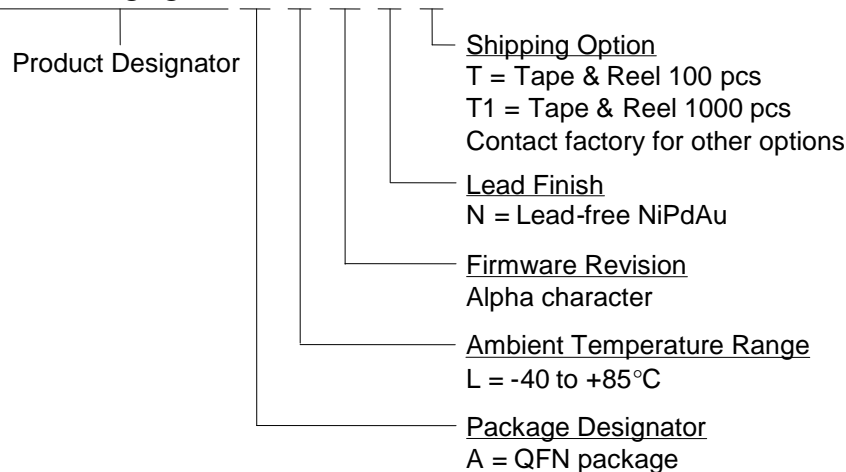 Product Designator
Shipping Option
T = Tape & Reel 100 pcs
T1 = Tape & Reel 1000 pcs
Contact factory for other options
Lead Finish
N = Lead-free NiPdAu
Firmware Revision
Alpha character
Ambient Temperature Range
L = -40 to +85°C
Package Designator
A = QFN package